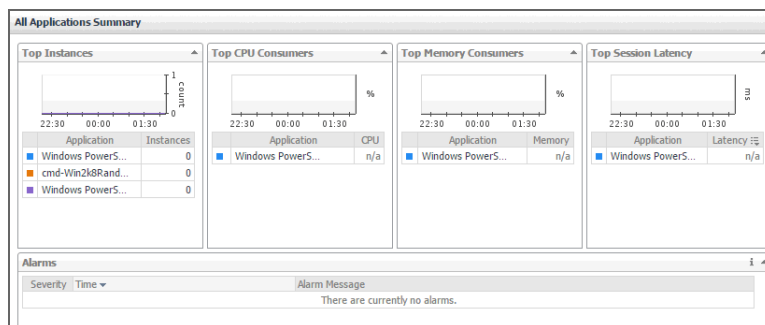 All Applications Summary
Top Instances
1
count
0
22:30 00:00 01:30
Application Instances
Windows PowerS... 0
cmd-Win2k8Rand... 0
Windows PowerS... 0
Top CPU Consumers
%
22:30 00:00 01:30
Application CPU
Windows PowerS... n/a
Top Memory Consumers
%
22:30 00:00 01:30
Application Memory
Windows PowerS... n/a
Top Session Latency
ms
22:30 00:00 01:30
Application Latency
Windows PowerS... n/a
Alarms
Severity Time Alarm Message
There are currently no alarms.